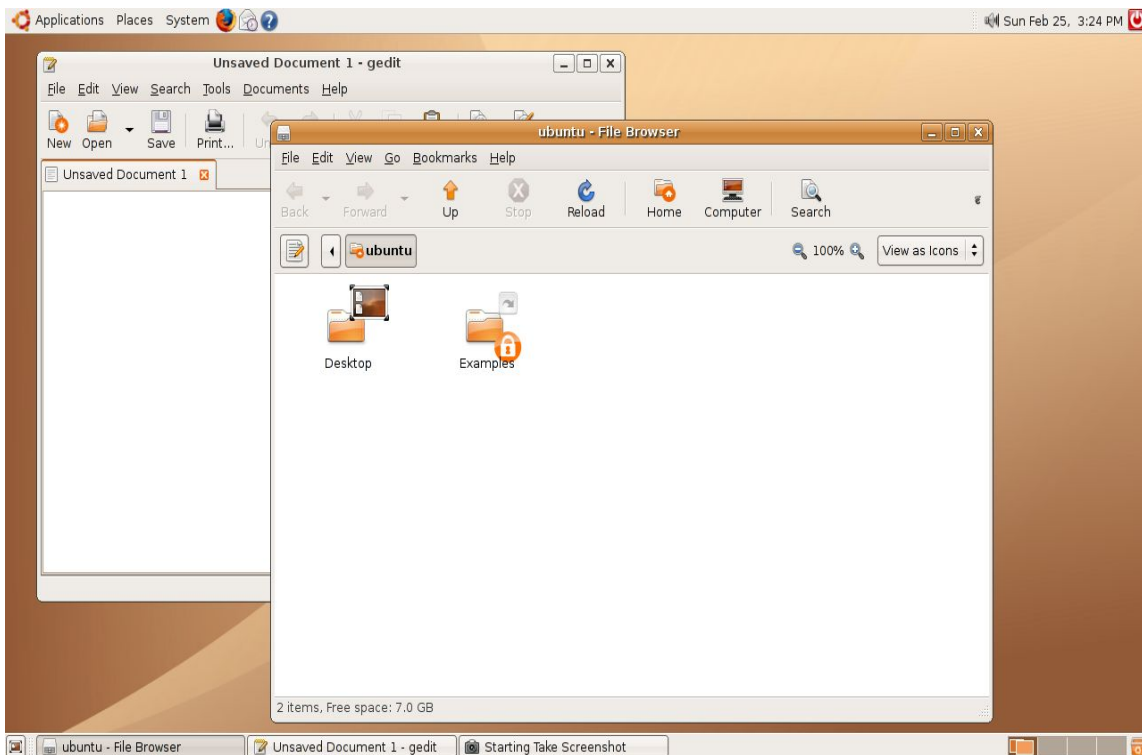 Applications Places System Sun Feb 25, 3:24 PM
Unsaved Document 1 - gedit
File Edit View Search Tools Documents Help
New Open Save Print...
Unsaved Document 1
ubuntu - File Browser
File Edit View Go Bookmarks Help
Back Forward Up Stop Reload Home Computer Search
ubuntu 100% View as Icons
Desktop Examples
2 items, Free space: 7.0 GB
ubuntu - File Browser Unsaved Document 1 - gedit Starting Take Screenshot